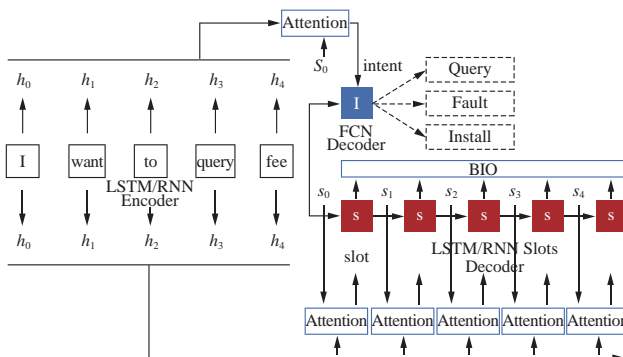 Attention
S0
intent
h0 h1 h2 h3 h4
I
Query
Fault
Install
FCN
Decoder
I want to query fee
LSTM/RNN
Encoder
BIO
s0 s1 s2 s3 s4
s s s s s
h0 h1 h2 h3 h4
slot
LSTM/RNN Slots
Decoder
Attention Attention Attention Attention Attention